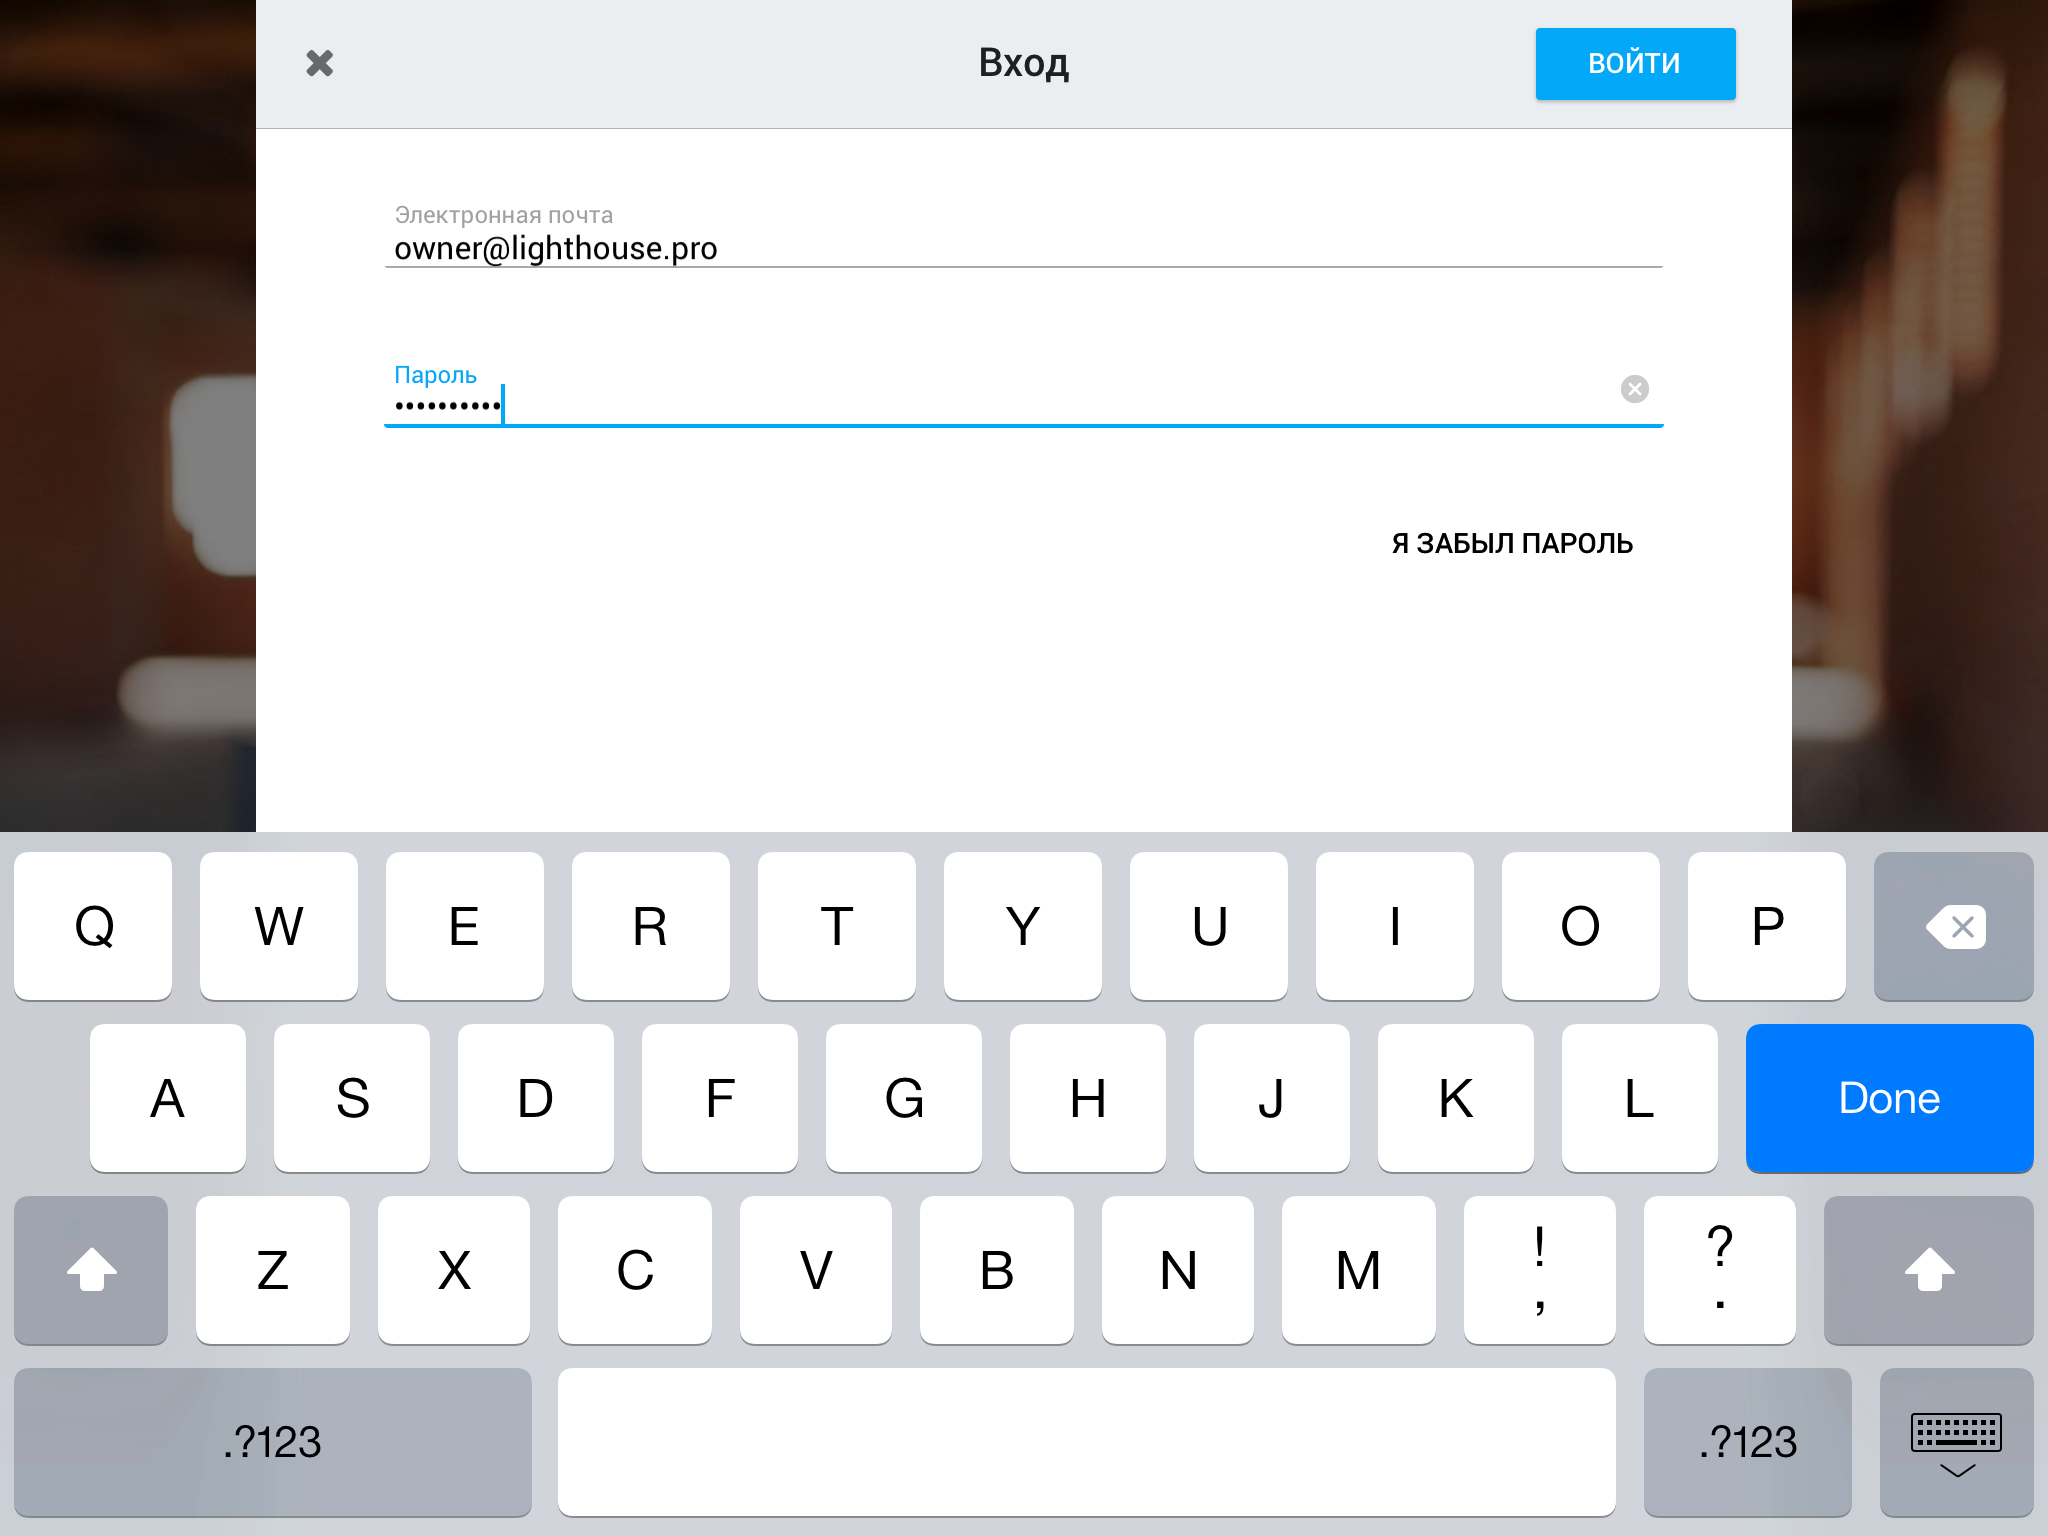 Вход
ВОЙТИ
Электронная почта
owner@lighthouse.pro
Пароль
••••••••••
Я ЗАБЫЛ ПАРОЛЬ
Q W E R T Y U I O P
A S D F G H J K L Done
Z X C V B N M ! ?
, .
.?123 .?123